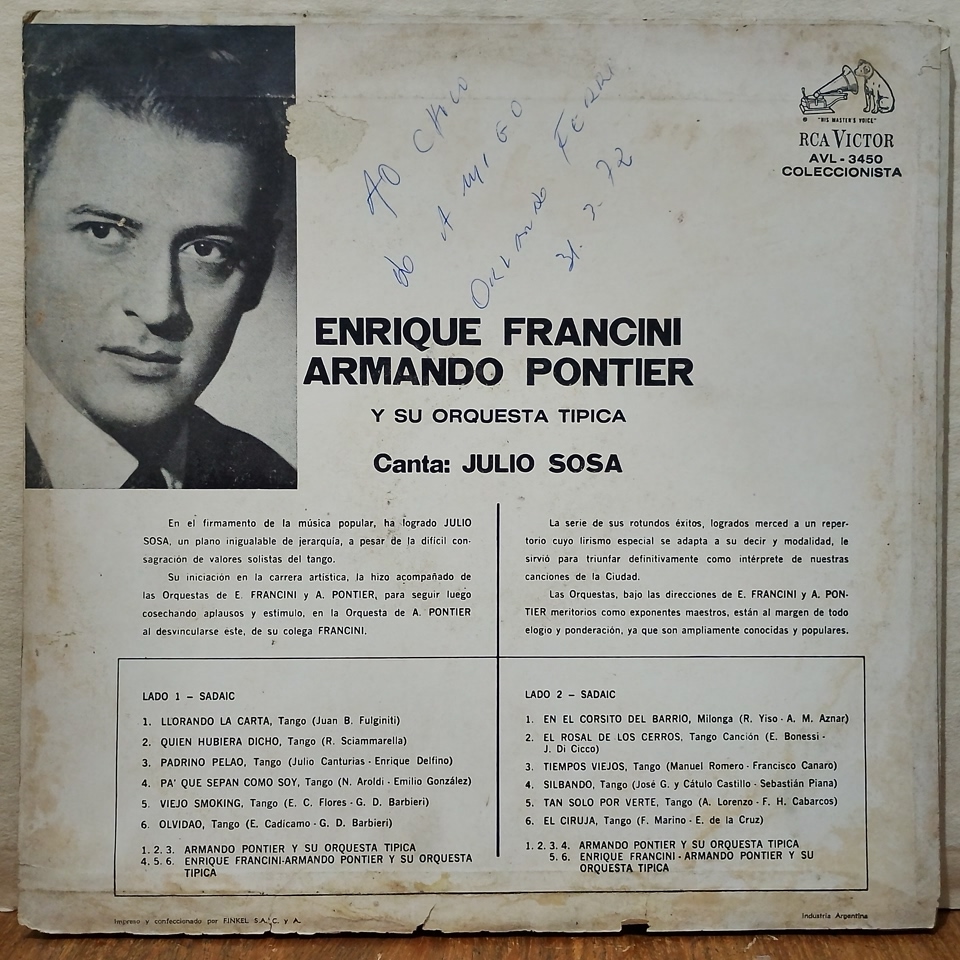 AO CHICO
do AMIGO
ORLANDO FERRI
31.3.72
"HIS MASTER'S VOICE"
RCA VICTOR
AVL - 3450
COLECCIONISTA
ENRIQUE FRANCINI
ARMANDO PONTIER
Y SU ORQUESTA TIPICA
Canta: JULIO SOSA
En el firmamento de la música popular, ha logrado JULIO
SOSA, un plano inigualable de jerarquía, a pesar de la difícil con-
sagración de valores solistas del tango.
Su iniciación en la carrera artística, la hizo acompañado de
las Orquestas de E. FRANCINI y A. PONTIER, para seguir luego
cosechando aplausos y estímulo, en la Orquesta de A. PONTIER
al desvincularse este, de su colega FRANCINI.
La serie de sus rotundos éxitos, logrados merced a un reper-
torio cuyo lirismo especial se adapta a su decir y modalidad, le
sirvió para triunfar definitivamente como intérprete de nuestras
canciones de la Ciudad.
Las Orquestas, bajo las direcciones de E. FRANCINI y A. PON-
TIER meritorios como exponentes maestros, están al margen de todo
elogio y ponderación, ya que son ampliamente conocidas y populares.
LADO 1 - SADAIC
1. LLORANDO LA CARTA, Tango (Juan B. Fulginiti)
2. QUIEN HUBIERA DICHO, Tango (R. Sciammarella)
3. PADRINO PELAO, Tango (Julio Canturias - Enrique Delfino)
4. PA' QUE SEPAN COMO SOY, Tango (N. Aroldi - Emilio González)
5. VIEJO SMOKING, Tango (E. C. Flores - G. D. Barbieri)
6. OLVIDAO, Tango (E. Cadicamo - G. D. Barbieri)
1. 2. 3. ARMANDO PONTIER Y SU ORQUESTA TIPICA
4. 5. 6. ENRIQUE FRANCINI-ARMANDO PONTIER Y SU ORQUESTA
TIPICA
LADO 2 - SADAIC
1. EN EL CORSITO DEL BARRIO, Milonga (R. Yiso - A. M. Aznar)
2. EL ROSAL DE LOS CERROS, Tango Canción (E. Bonessi -
J. Di Cicco)
3. TIEMPOS VIEJOS, Tango (Manuel Romero - Francisco Canaro)
4. SILBANDO, Tango (José G. y Cátulo Castillo - Sebastián Piana)
5. TAN SOLO POR VERTE, Tango (A. Lorenzo - F. H. Cabarcos)
6. EL CIRUJA, Tango (F. Marino - E. de la Cruz)
1. 2. 3. 4. ARMANDO PONTIER Y SU ORQUESTA TIPICA
5. 6. ENRIQUE FRANCINI - ARMANDO PONTIER Y SU
ORQUESTA TIPICA
Impreso y confeccionado por FINKEL S.A.I.C. y A.
Industria Argentina